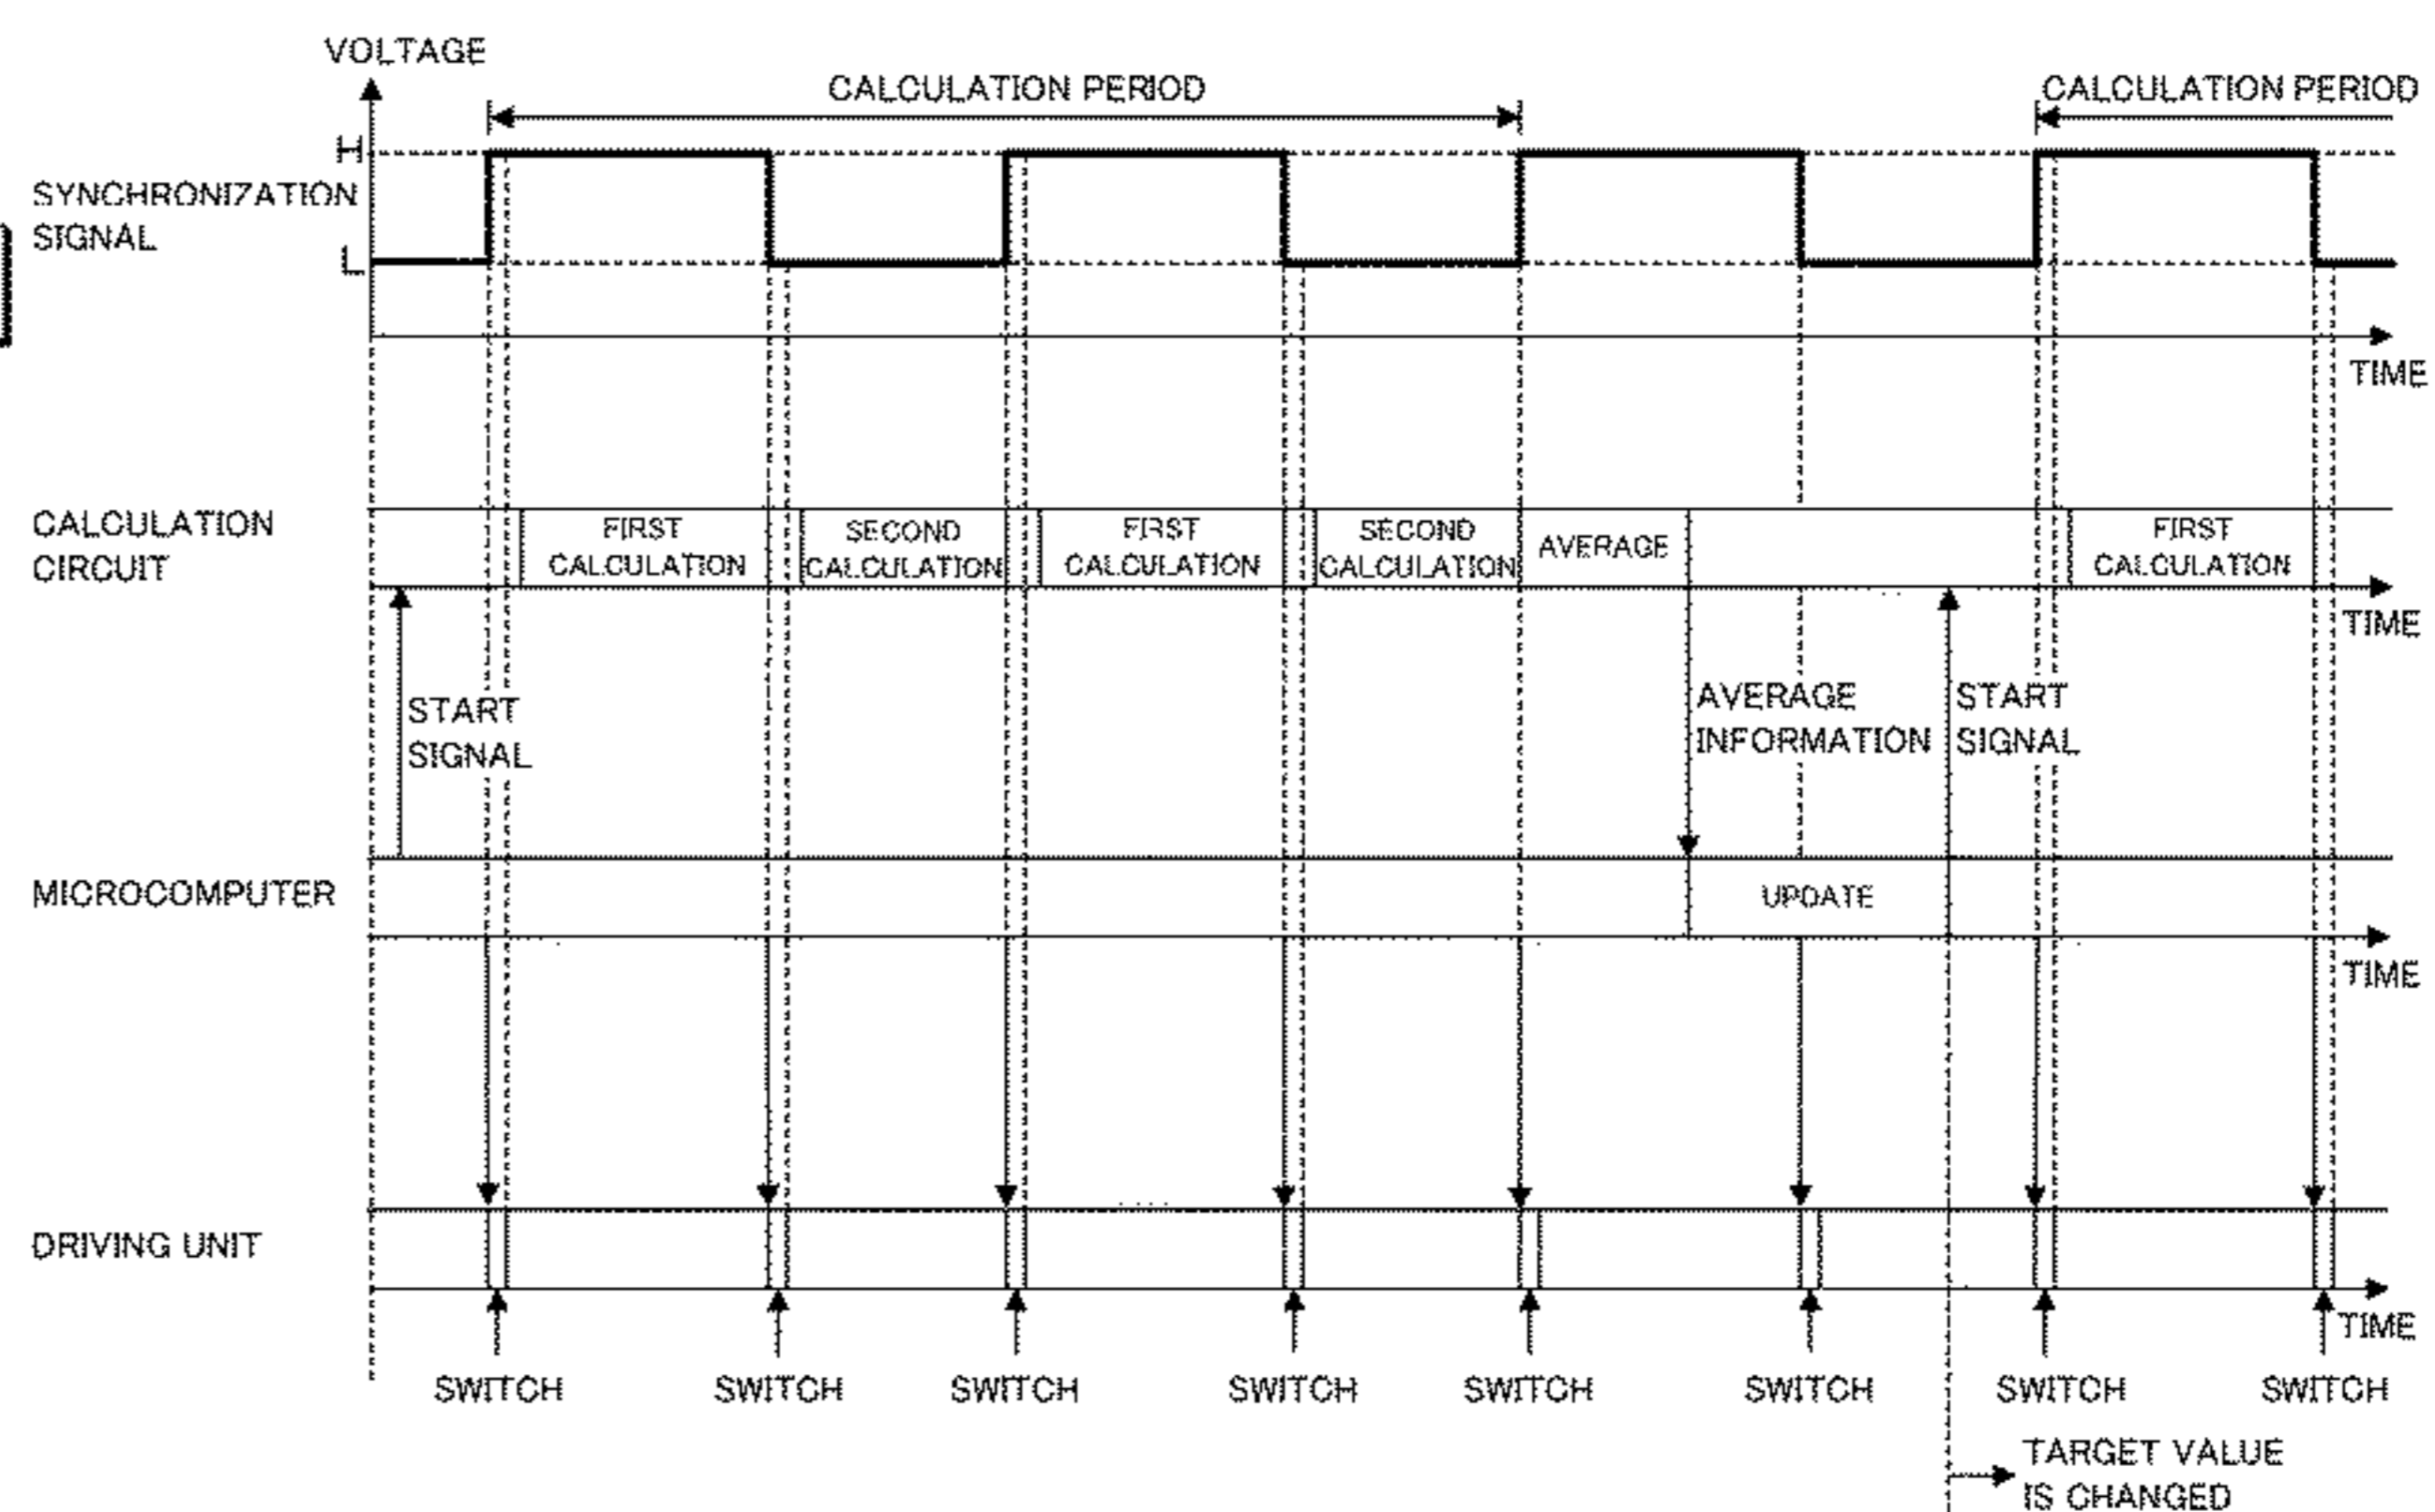 VOLTAGE
CALCULATION PERIOD
CALCULATION PERIOD
H
SYNCHRONIZATION
SIGNAL
L
TIME
CALCULATION
CIRCUIT
FIRST
CALCULATION
SECOND
CALCULATION
FIRST
CALCULATION
SECOND
CALCULATION
AVERAGE
FIRST
CALCULATION
TIME
START
SIGNAL
AVERAGE
INFORMATION
START
SIGNAL
MICROCOMPUTER
UPDATE
TIME
DRIVING UNIT
TIME
SWITCH
SWITCH
SWITCH
SWITCH
SWITCH
SWITCH
SWITCH
SWITCH
TARGET VALUE
IS CHANGED